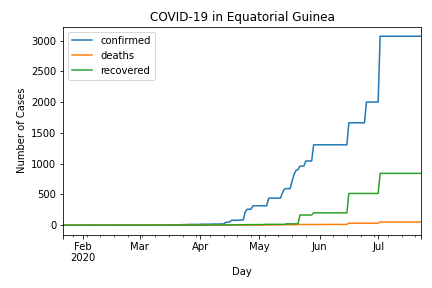 COVID-19 in Equatorial Guinea
confirmed
deaths
recovered
Number of Cases
3000
2500
2000
1500
1000
500
0
Feb
2020
Mar
Apr
May
Jun
Jul
Day